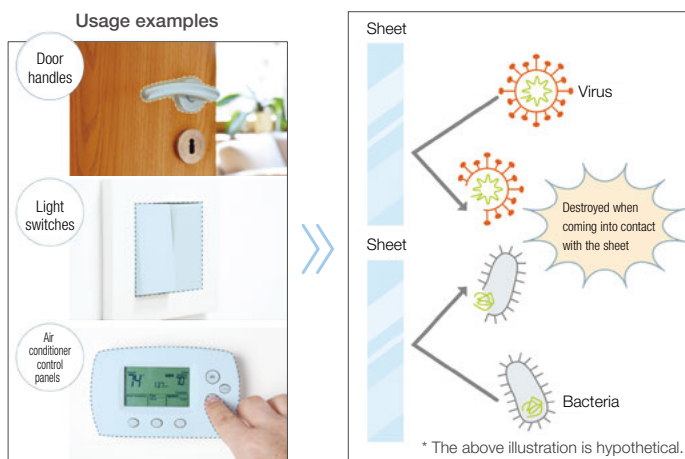 Usage examples
Door
handles
Light
switches
Air
conditioner
control
panels
Sheet
Virus
Destroyed when
coming into contact
with the sheet
Sheet
Bacteria
* The above illustration is hypothetical.